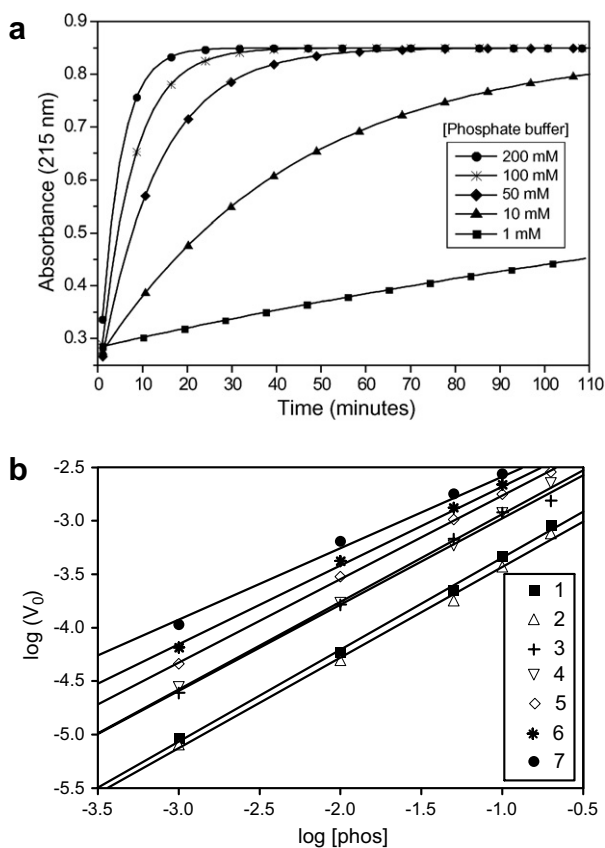 a
Absorbance (215 nm)
0.9
0.8
0.7
0.6
0.5
0.4
0.3
[Phosphate buffer]
200 mM
100 mM
50 mM
10 mM
1 mM
0 10 20 30 40 50 60 70 80 90 100 110
Time (minutes)
b
log (V0)
-2.5
-3.0
-3.5
-4.0
-4.5
-5.0
-5.5
1
2
3
4
5
6
7
-3.5 -3.0 -2.5 -2.0 -1.5 -1.0 -0.5
log [phos]